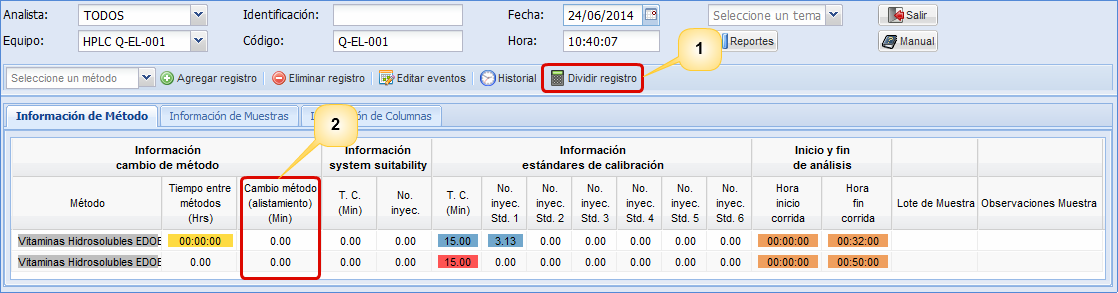 Analista: TODOS Identificación: Fecha: 24/06/2014 Seleccione un tema Salir
Equipo: HPLC Q-EL-001 Código: Q-EL-001 Hora: 10:40:07 Reportes Manual
1
Seleccione un método Agregar registro Eliminar registro Editar eventos Historial Dividir registro
Información de Método Información de Muestras ón de Columnas
2
Información cambio de método
Información system suitability
Información estándares de calibración
Inicio y fin de análisis
Método
Tiempo entre métodos (Hrs)
Cambio método (alistamiento) (Min)
T. C. (Min)
No. inyec.
T. C. (Min)
No. inyec. Std. 1
No. inyec. Std. 2
No. inyec. Std. 3
No. inyec. Std. 4
No. inyec. Std. 5
No. inyec. Std. 6
Hora inicio corrida
Hora fin corrida
Lote de Muestra
Observaciones Muestra
Vitaminas Hidrosolubles EDOE 00:00:00 0.00 0.00 0.00 15.00 3.13 0.00 0.00 0.00 0.00 0.00 00:00:00 00:32:00
Vitaminas Hidrosolubles EDOE 0.00 0.00 0.00 0.00 15.00 0.00 0.00 0.00 0.00 0.00 0.00 00:00:00 00:50:00